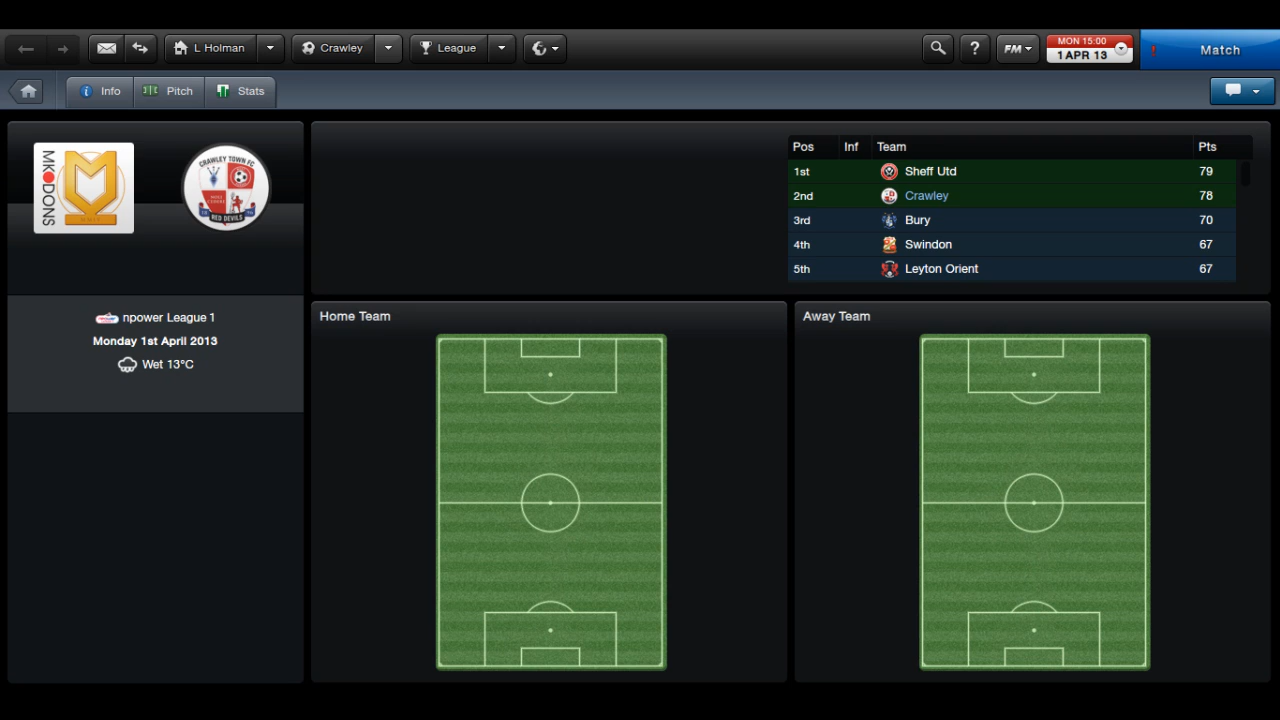 L Holman
Crawley
League
?
FM
MON 15:00
1 APR 13
Match
Info
Pitch
Stats
MK DONS
CRAWLEY TOWN FC
RED DEVILS
Pos Inf Team Pts
1st Sheff Utd 79
2nd Crawley 78
3rd Bury 70
4th Swindon 67
5th Leyton Orient 67
npower League 1
Monday 1st April 2013
Wet 13°C
Home Team
Away Team